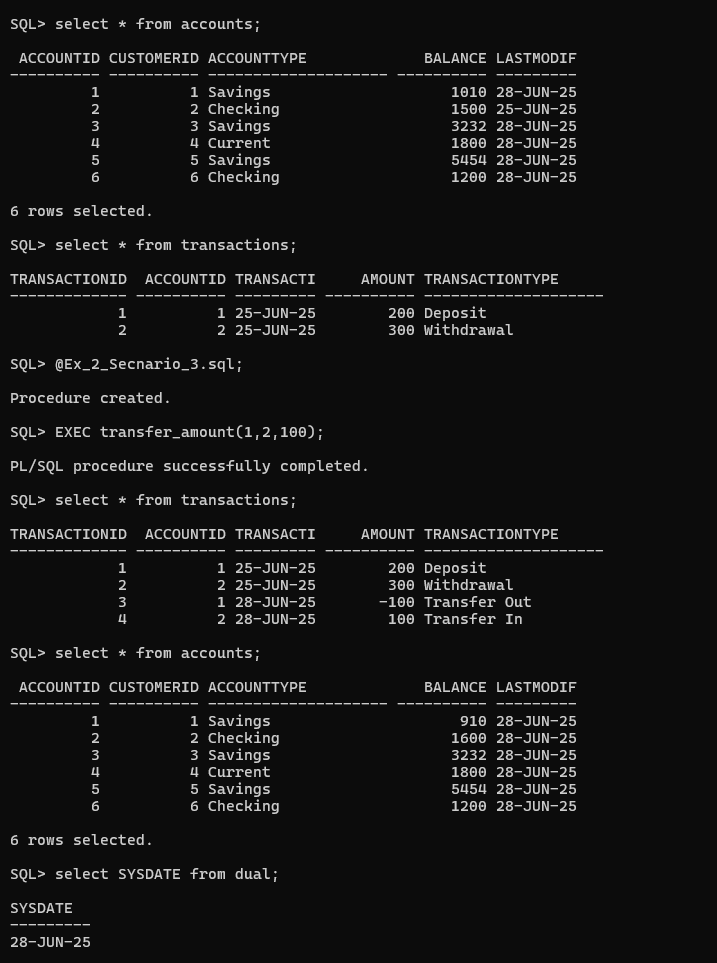 SQL> select * from accounts;

 ACCOUNTID CUSTOMERID ACCOUNTTYPE             BALANCE LASTMODIF
---------- ---------- -------------------- ---------- ---------
         1          1 Savings                    1010 28-JUN-25
         2          2 Checking                   1500 25-JUN-25
         3          3 Savings                    3232 28-JUN-25
         4          4 Current                    1800 28-JUN-25
         5          5 Savings                    5454 28-JUN-25
         6          6 Checking                   1200 28-JUN-25

6 rows selected.

SQL> select * from transactions;

TRANSACTIONID  ACCOUNTID TRANSACTI     AMOUNT TRANSACTIONTYPE
------------- ---------- --------- ---------- --------------------
            1          1 25-JUN-25        200 Deposit
            2          2 25-JUN-25        300 Withdrawal

SQL> @Ex_2_Secnario_3.sql;

Procedure created.

SQL> EXEC transfer_amount(1,2,100);

PL/SQL procedure successfully completed.

SQL> select * from transactions;

TRANSACTIONID  ACCOUNTID TRANSACTI     AMOUNT TRANSACTIONTYPE
------------- ---------- --------- ---------- --------------------
            1          1 25-JUN-25        200 Deposit
            2          2 25-JUN-25        300 Withdrawal
            3          1 28-JUN-25       -100 Transfer Out
            4          2 28-JUN-25        100 Transfer In

SQL> select * from accounts;

 ACCOUNTID CUSTOMERID ACCOUNTTYPE             BALANCE LASTMODIF
---------- ---------- -------------------- ---------- ---------
         1          1 Savings                     910 28-JUN-25
         2          2 Checking                   1600 28-JUN-25
         3          3 Savings                    3232 28-JUN-25
         4          4 Current                    1800 28-JUN-25
         5          5 Savings                    5454 28-JUN-25
         6          6 Checking                   1200 28-JUN-25

6 rows selected.

SQL> select SYSDATE from dual;

SYSDATE
---------
28-JUN-25